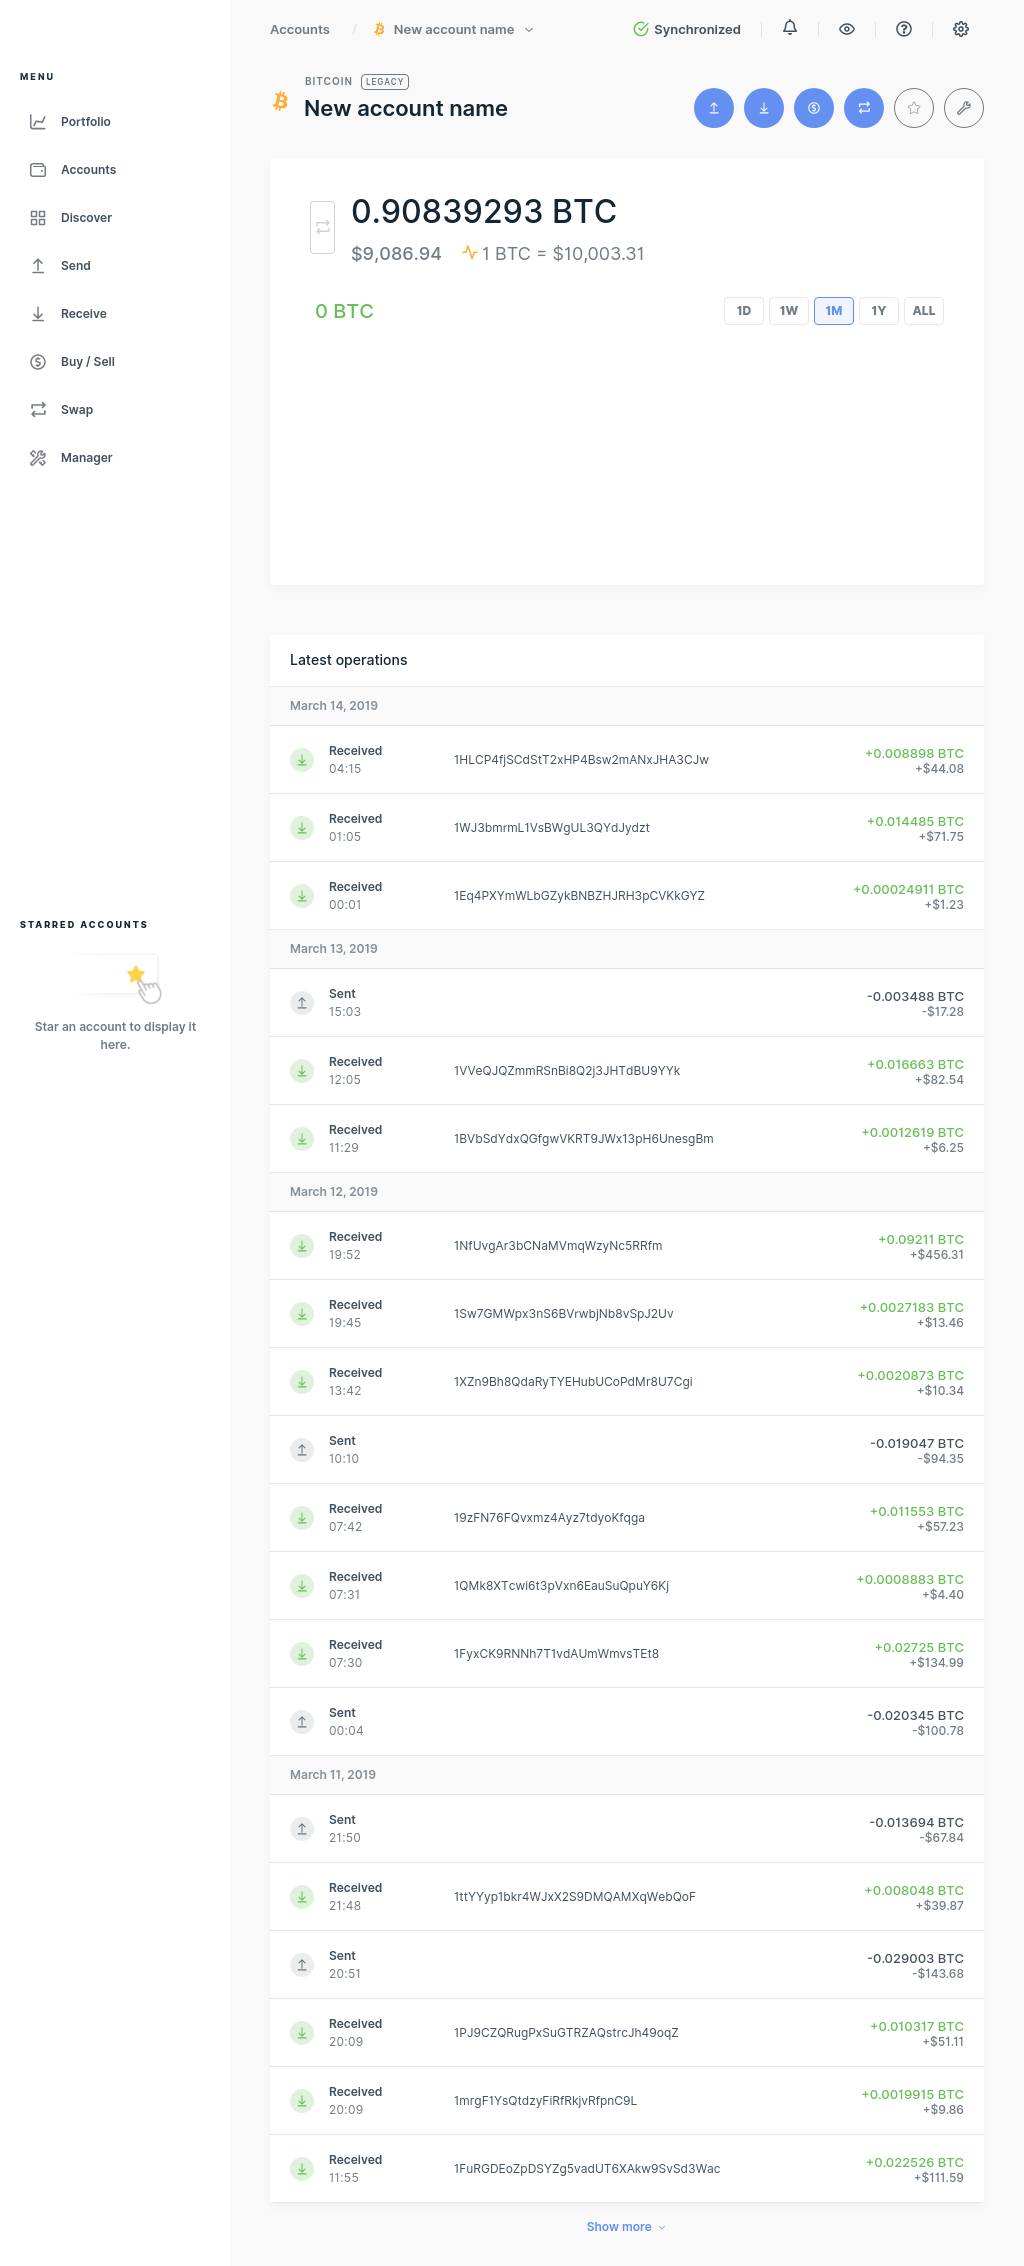 Accounts / New account name
Synchronized
MENU
Portfolio
Accounts
Discover
Send
Receive
Buy / Sell
Swap
Manager
STARRED ACCOUNTS
Star an account to display it
here.
BITCOIN LEGACY
New account name
0.90839293 BTC
$9,086.94 1 BTC = $10,003.31
0 BTC
1D 1W 1M 1Y ALL
Latest operations
March 14, 2019
Received
04:15
1HLCP4fjSCdStT2xHP4Bsw2mANxJHA3CJw
+0.008898 BTC
+$44.08
Received
01:05
1WJ3bmrmL1VsBWgUL3QYdJydzt
+0.014485 BTC
+$71.75
Received
00:01
1Eq4PXYmWLbGZykBNBZHJRH3pCVKkGYZ
+0.00024911 BTC
+$1.23
March 13, 2019
Sent
15:03
-0.003488 BTC
-$17.28
Received
12:05
1VVeQJQZmmRSnBi8Q2j3JHTdBU9YYk
+0.016663 BTC
+$82.54
Received
11:29
1BVbSdYdxQGfgwVKRT9JWx13pH6UnesgBm
+0.0012619 BTC
+$6.25
March 12, 2019
Received
19:52
1NfUvgAr3bCNaMVmqWzyNc5RRfm
+0.09211 BTC
+$456.31
Received
19:45
1Sw7GMWpx3nS6BVrwbjNb8vSpJ2Uv
+0.0027183 BTC
+$13.46
Received
13:42
1XZn9Bh8QdaRyTYEHubUCoPdMr8U7Cgi
+0.0020873 BTC
+$10.34
Sent
10:10
-0.019047 BTC
-$94.35
Received
07:42
19zFN76FQvxmz4Ayz7tdyoKfqga
+0.011553 BTC
+$57.23
Received
07:31
1QMk8XTcwi6t3pVxn6EauSuQpuY6Kj
+0.0008883 BTC
+$4.40
Received
07:30
1FyxCK9RNNh7T1vdAUmWmvsTEt8
+0.02725 BTC
+$134.99
Sent
00:04
-0.020345 BTC
-$100.78
March 11, 2019
Sent
21:50
-0.013694 BTC
-$67.84
Received
21:48
1ttYYyp1bkr4WJxX2S9DMQAMXqWebQoF
+0.008048 BTC
+$39.87
Sent
20:51
-0.029003 BTC
-$143.68
Received
20:09
1PJ9CZQRugPxSuGTRZAQstrcJh49oqZ
+0.010317 BTC
+$51.11
Received
20:09
1mrgF1YsQtdzyFiRfRkjvRfpnC9L
+0.0019915 BTC
+$9.86
Received
11:55
1FuRGDEoZpDSYZg5vadUT6XAkw9SvSd3Wac
+0.022526 BTC
+$111.59
Show more